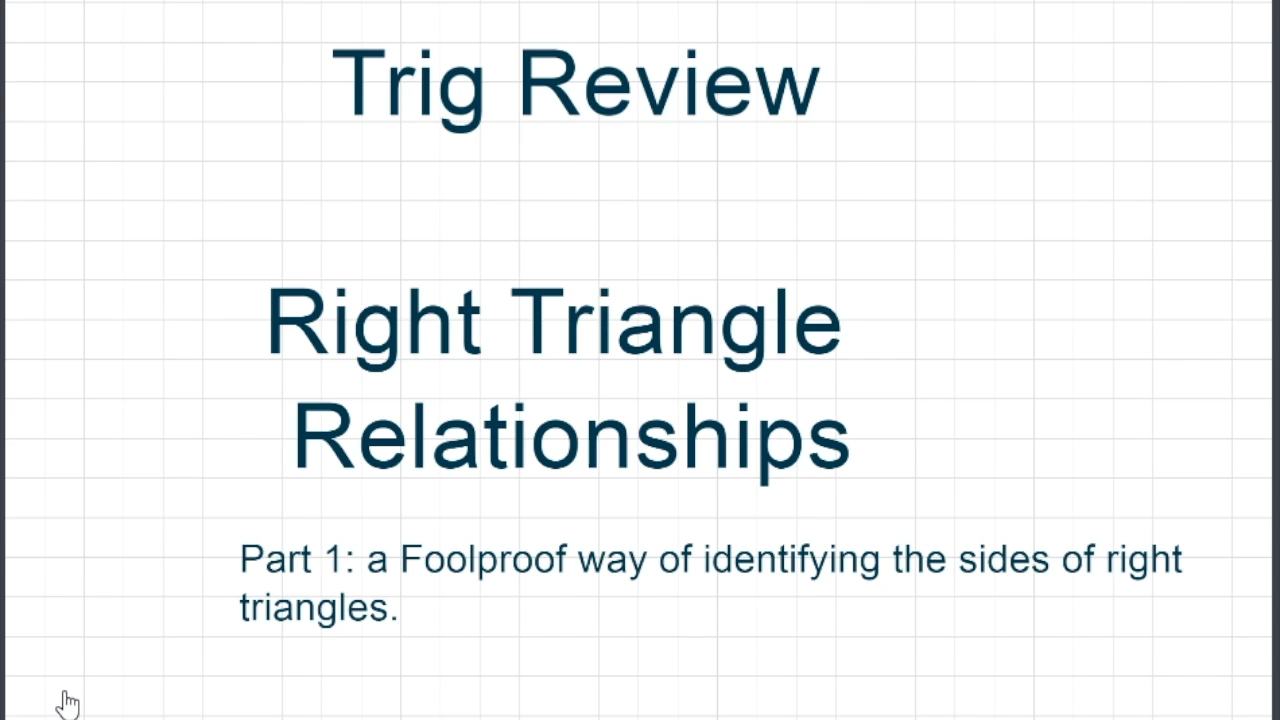 Trig Review
Right Triangle
Relationships
Part 1: a Foolproof way of identifying the sides of right
triangles.